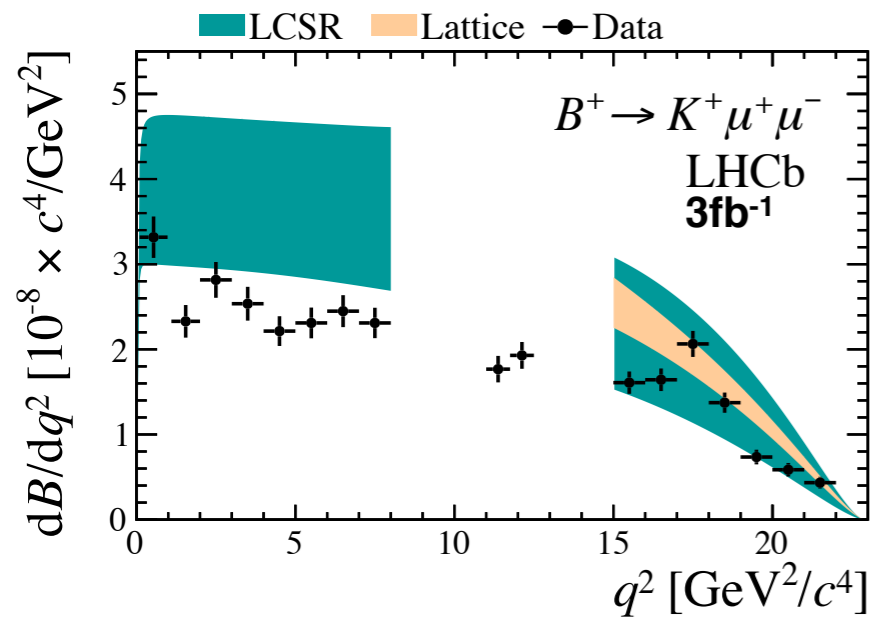 LCSR Lattice Data
dB/dq² [10⁻⁸ × c⁴/GeV²]
5
4
3
2
1
0
B⁺ → K⁺μ⁺μ⁻
LHCb
3fb⁻¹
0 5 10 15 20
q² [GeV²/c⁴]